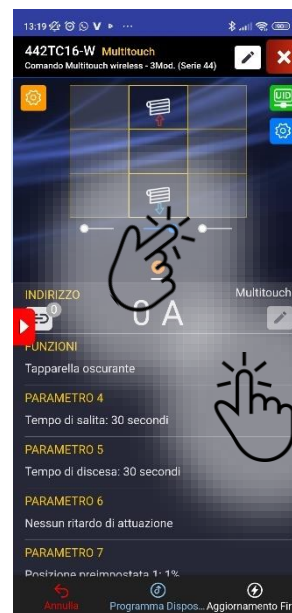 13:19
442TC16-W Multitouch
Comando Multitouch wireless - 3Mod. (Serie 44)
UID
INDIRIZZO
Multitouch
0
0 A
FUNZIONI
Tapparella oscurante
PARAMETRO 4
Tempo di salita: 30 secondi
PARAMETRO 5
Tempo di discesa: 30 secondi
PARAMETRO 6
Nessun ritardo di attuazione
PARAMETRO 7
Posizione preimpostata 1: 1%
Annulla
Programma Dispos...
Aggiornamento Fir